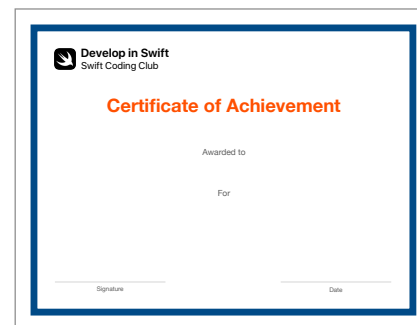 Develop in Swift
Swift Coding Club
Certificate of Achievement
Awarded to
For
Signature
Date